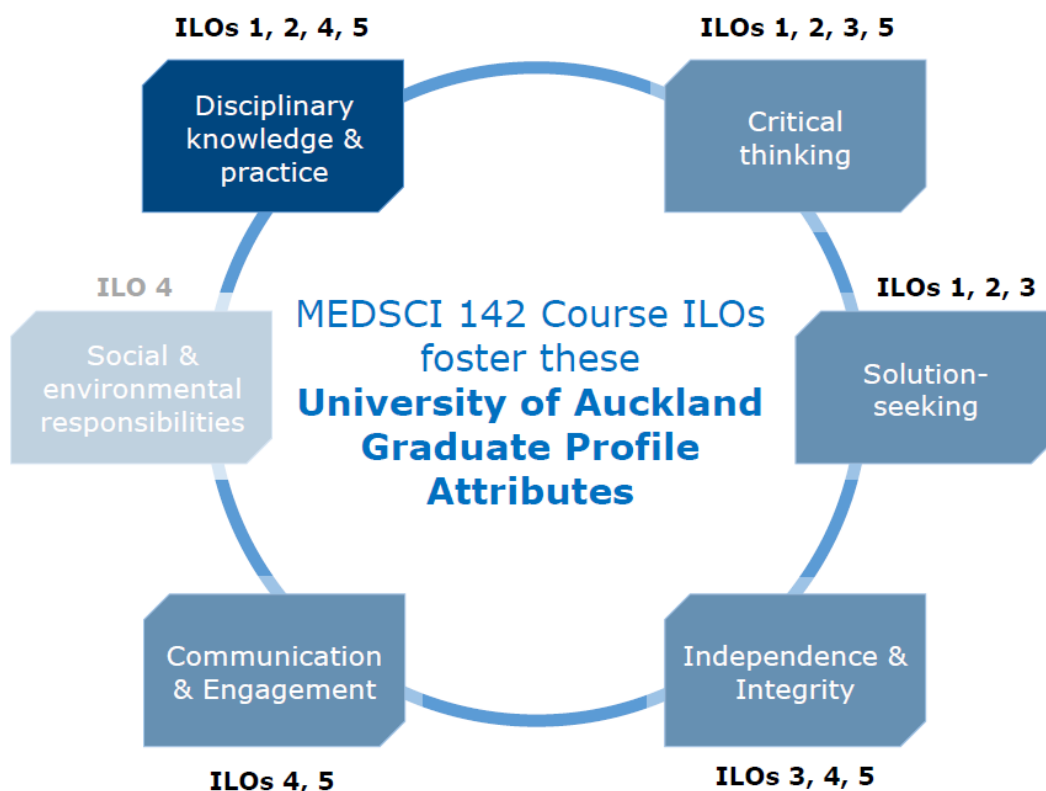 ILOs 1, 2, 4, 5
Disciplinary
knowledge &
practice
ILOs 1, 2, 3, 5
Critical
thinking
ILO 4
Social &
environmental
responsibilities
MEDSCI 142 Course ILOs
foster these
University of Auckland
Graduate Profile
Attributes
ILOs 1, 2, 3
Solution-
seeking
Communication
& Engagement
ILOs 4, 5
Independence &
Integrity
ILOs 3, 4, 5